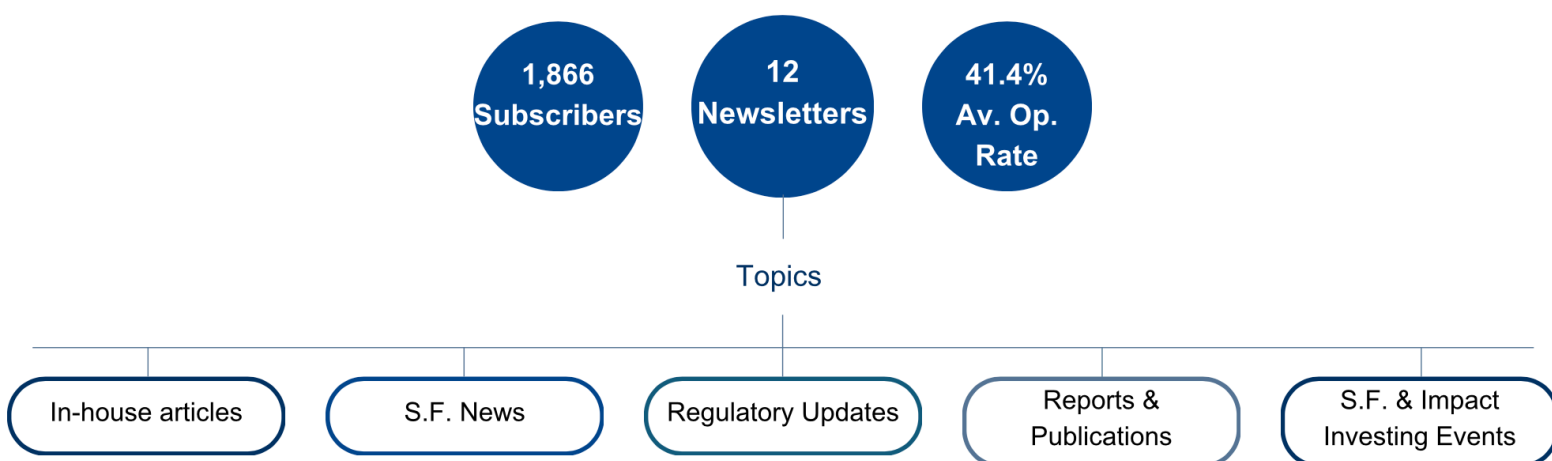 1,866
Subscribers
12
Newsletters
41.4%
Av. Op.
Rate
Topics
In-house articles
S.F. News
Regulatory Updates
Reports &
Publications
S.F. & Impact
Investing Events